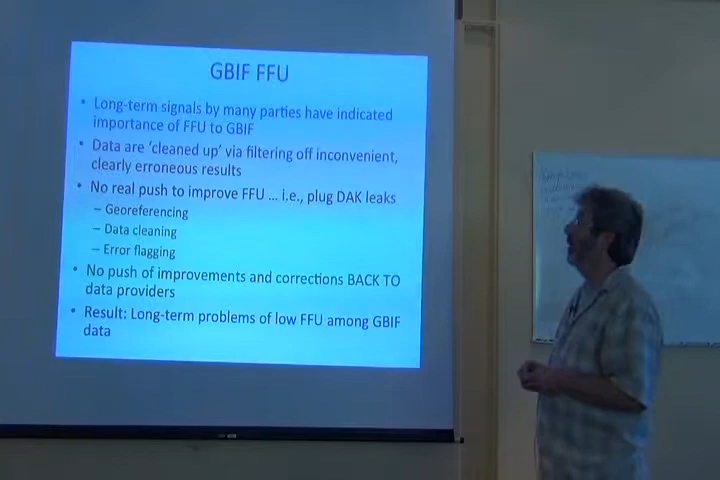 GBIF FFU
• Long-term signals by many parties have indicated
importance of FFU to GBIF
• Data are ‘cleaned up’ via filtering off inconvenient,
clearly erroneous results
• No real push to improve FFU ... i.e., plug DAK leaks
– Georeferencing
– Data cleaning
– Error flagging
• No push of improvements and corrections BACK TO
data providers
• Result: Long-term problems of low FFU among GBIF
data